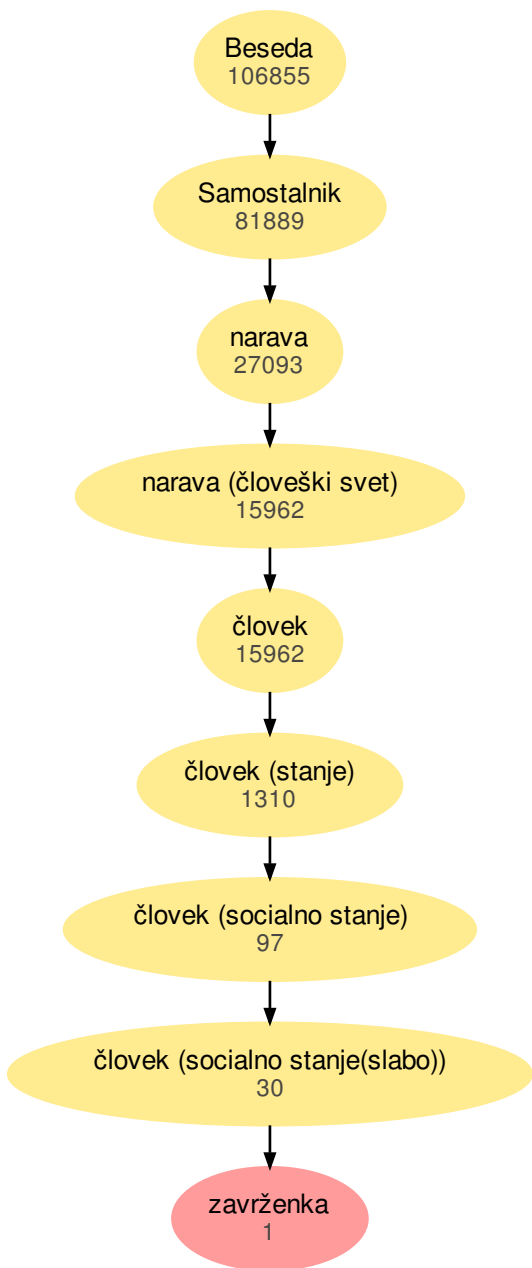 Beseda
106855
Samostalnik
81889
narava
27093
narava (človeški svet)
15962
človek
15962
človek (stanje)
1310
človek (socialno stanje)
97
človek (socialno stanje(slabo))
30
zavrženka
1